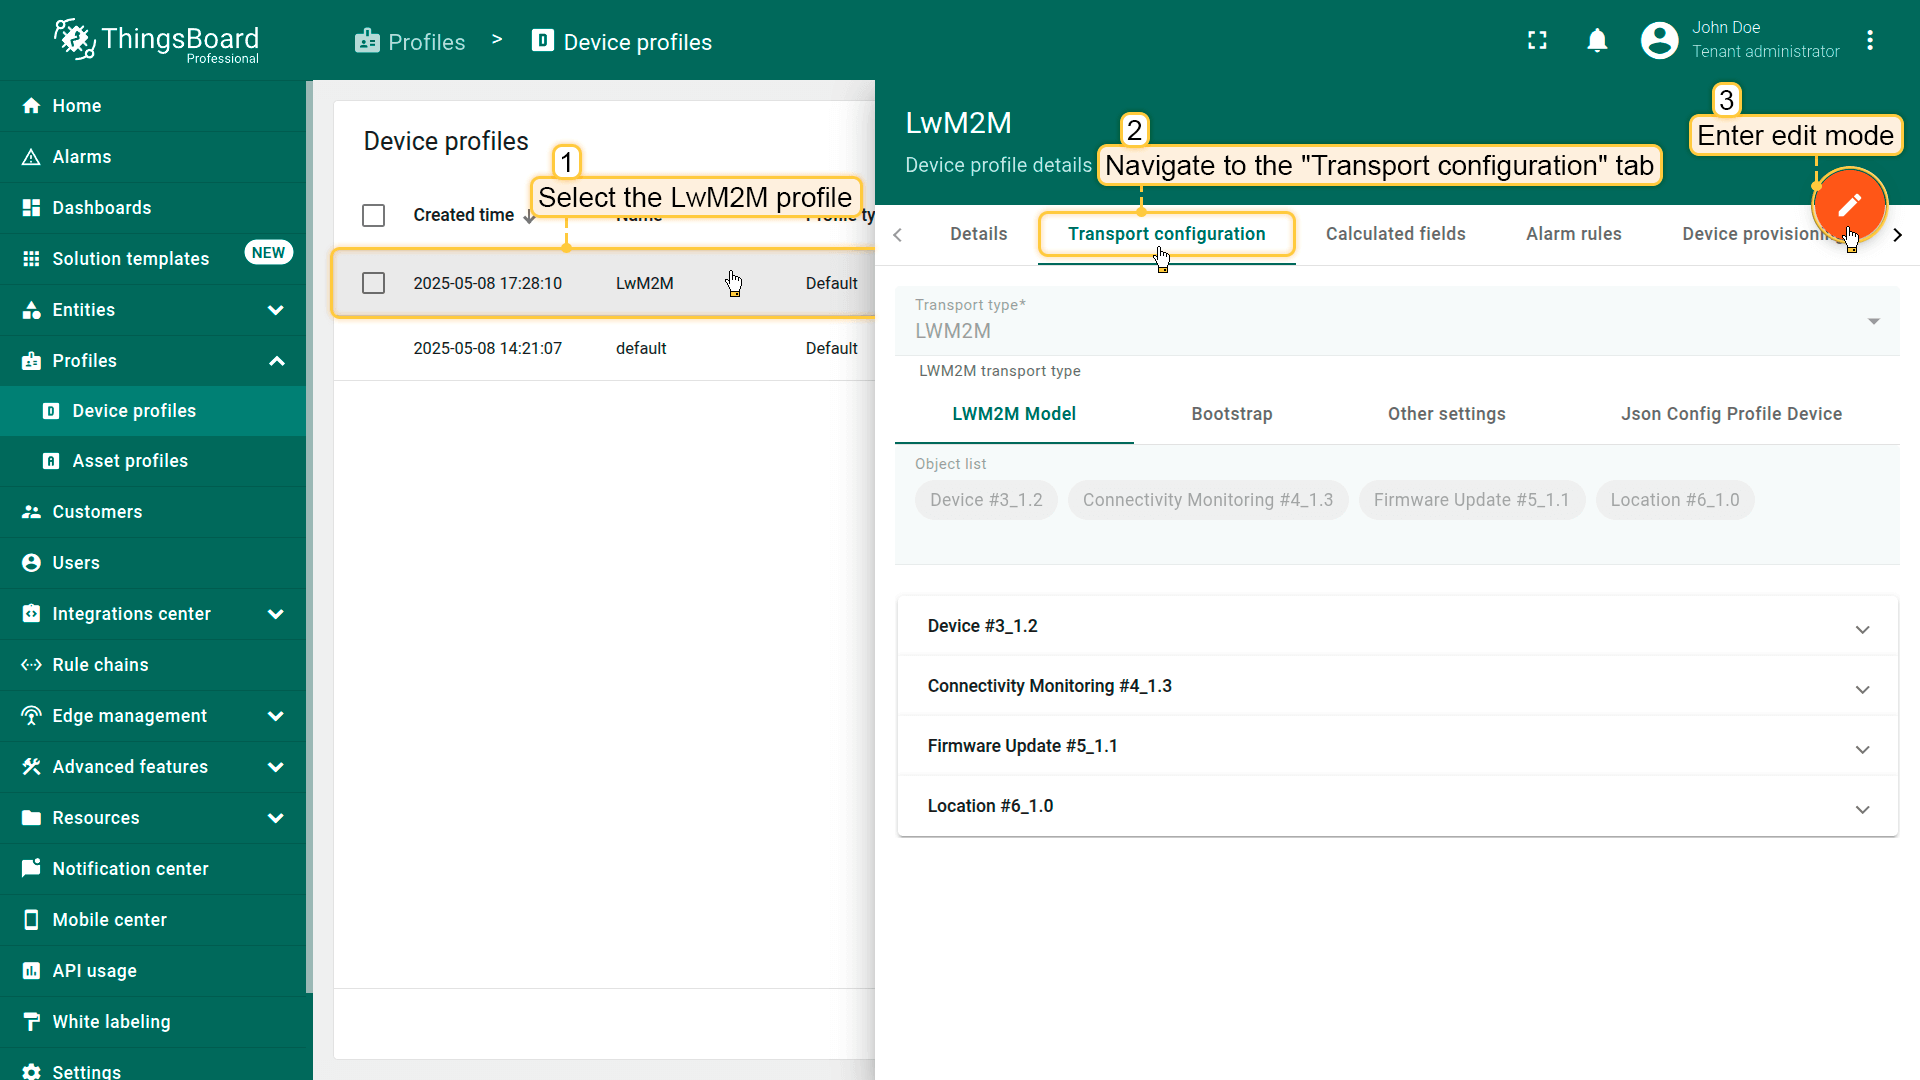 ThingsBoard
Professional
Profiles > Device profiles
John Doe
Tenant administrator
Home
Alarms
Dashboards
Solution templates NEW
Entities
Profiles
Device profiles
Asset profiles
Customers
Users
Integrations center
Rule chains
Edge management
Advanced features
Resources
Notification center
Mobile center
API usage
White labeling
Settings
Device profiles
1
Select the LwM2M profile
Created time Name Profile ty
2025-05-08 17:28:10 LwM2M Default
2025-05-08 14:21:07 default Default
LwM2M
Device profile details
2
Navigate to the "Transport configuration" tab
3
Enter edit mode
Details Transport configuration Calculated fields Alarm rules Device provisionin
Transport type*
LWM2M
LWM2M transport type
LWM2M Model Bootstrap Other settings Json Config Profile Device
Object list
Device #3_1.2 Connectivity Monitoring #4_1.3 Firmware Update #5_1.1 Location #6_1.0
Device #3_1.2
Connectivity Monitoring #4_1.3
Firmware Update #5_1.1
Location #6_1.0